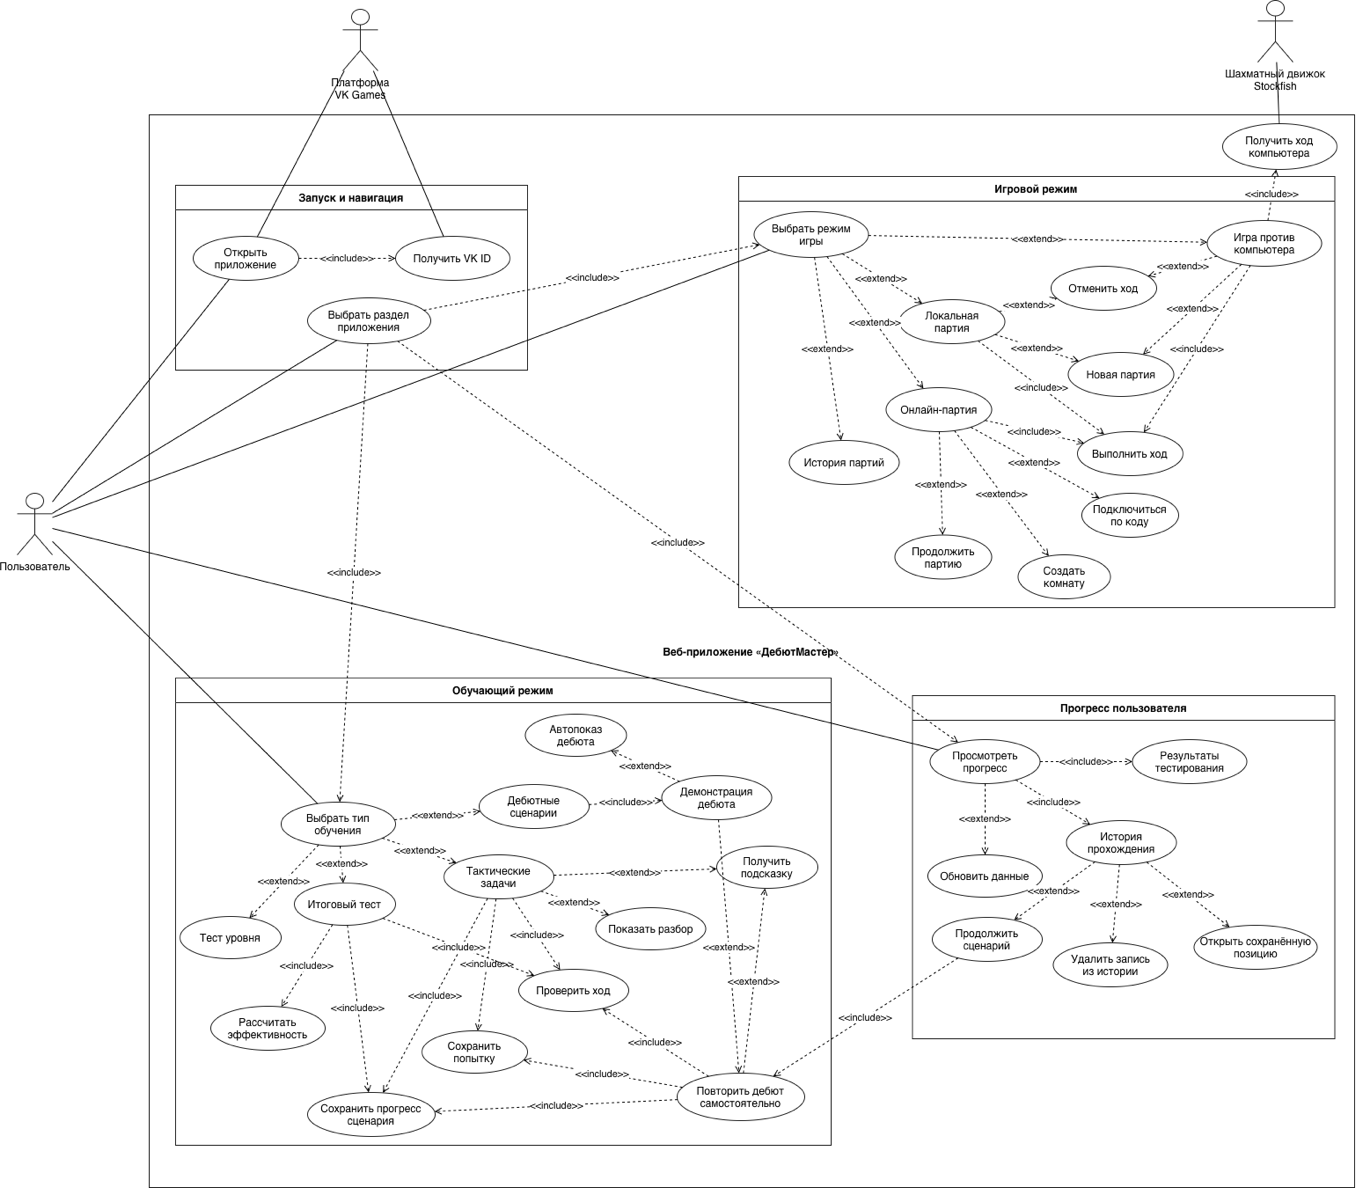 Платформа
VK Games
Шахматный движок
Stockfish
Получить ход
компьютера
<<include>>
Запуск и навигация
Открыть
приложение
<<include>>
Получить VK ID
Выбрать раздел
приложения
<<include>>
Игровой режим
Выбрать режим
игры
<<extend>>
Игра против
компьютера
<<extend>>
<<extend>>
Отменить ход
<<extend>>
Локальная
партия
<<extend>>
<<extend>>
<<extend>>
<<extend>>
<<include>>
Новая партия
<<include>>
Онлайн-партия
<<include>>
Выполнить ход
История партий
<<extend>>
<<extend>>
<<extend>>
Подключиться
по коду
Продолжить
партию
Создать
комнату
Пользователь
<<include>>
<<include>>
Веб-приложение «ДебютМастер»
Обучающий режим
Автопоказ
дебюта
<<extend>>
Демонстрация
дебюта
Дебютные
сценарии
<<include>>
Выбрать тип
обучения
<<extend>>
<<extend>>
<<extend>>
<<extend>>
Тактические
задачи
<<extend>>
Получить
подсказку
Итоговый тест
<<extend>>
Показать разбор
Тест уровня
<<include>>
<<include>>
<<extend>>
<<include>>
<<include>>
<<extend>>
Проверить ход
<<include>>
<<include>>
Рассчитать
эффективность
<<include>>
Сохранить
попытку
<<include>>
Повторить дебют
самостоятельно
<<include>>
Сохранить прогресс
сценария
Прогресс пользователя
Просмотреть
прогресс
<<include>>
Результаты
тестирования
<<include>>
<<extend>>
История
прохождения
Обновить данные
<<extend>>
<<extend>>
<<extend>>
Продолжить
сценарий
Открыть сохранённую
позицию
Удалить запись
из истории
<<include>>